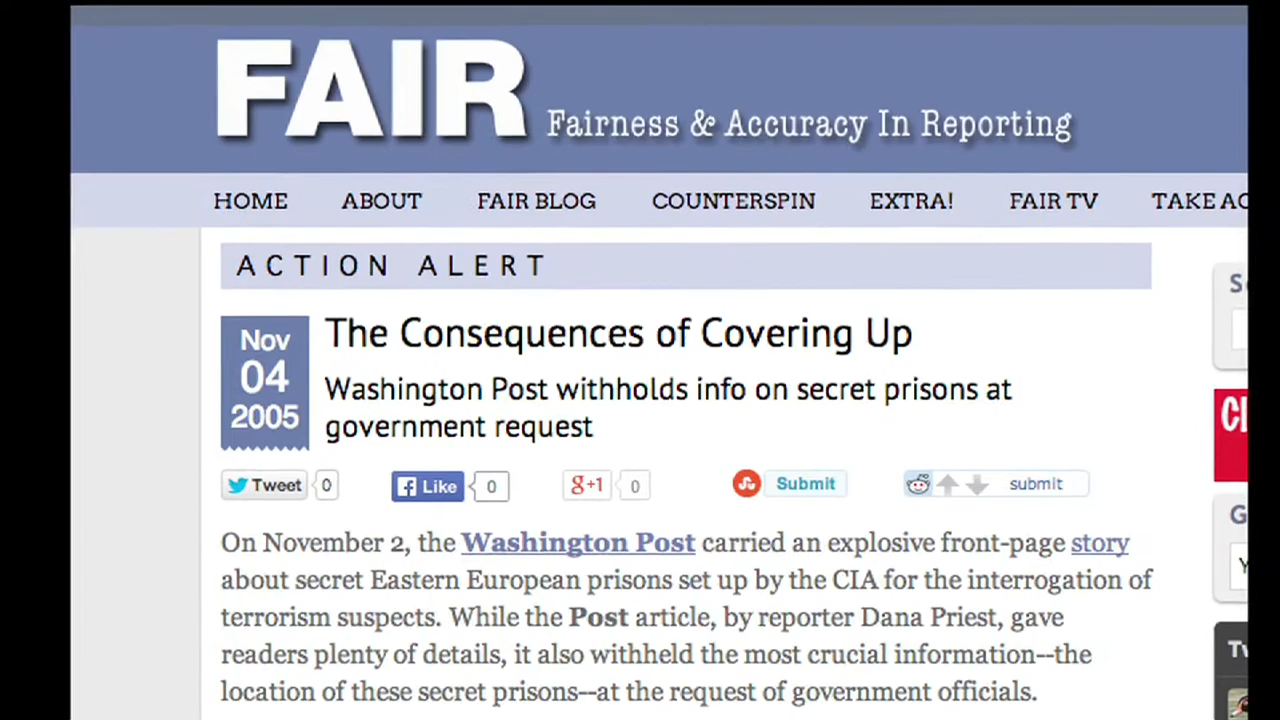 FAIR Fairness & Accuracy In Reporting
HOME ABOUT FAIR BLOG COUNTERSPIN EXTRA! FAIR TV TAKE AC
ACTION ALERT
Nov
04
2005
The Consequences of Covering Up
Washington Post withholds info on secret prisons at
government request
Tweet 0 Like 0 g+1 0 Submit submit
On November 2, the Washington Post carried an explosive front-page story
about secret Eastern European prisons set up by the CIA for the interrogation of
terrorism suspects. While the Post article, by reporter Dana Priest, gave
readers plenty of details, it also withheld the most crucial information--the
location of these secret prisons--at the request of government officials.